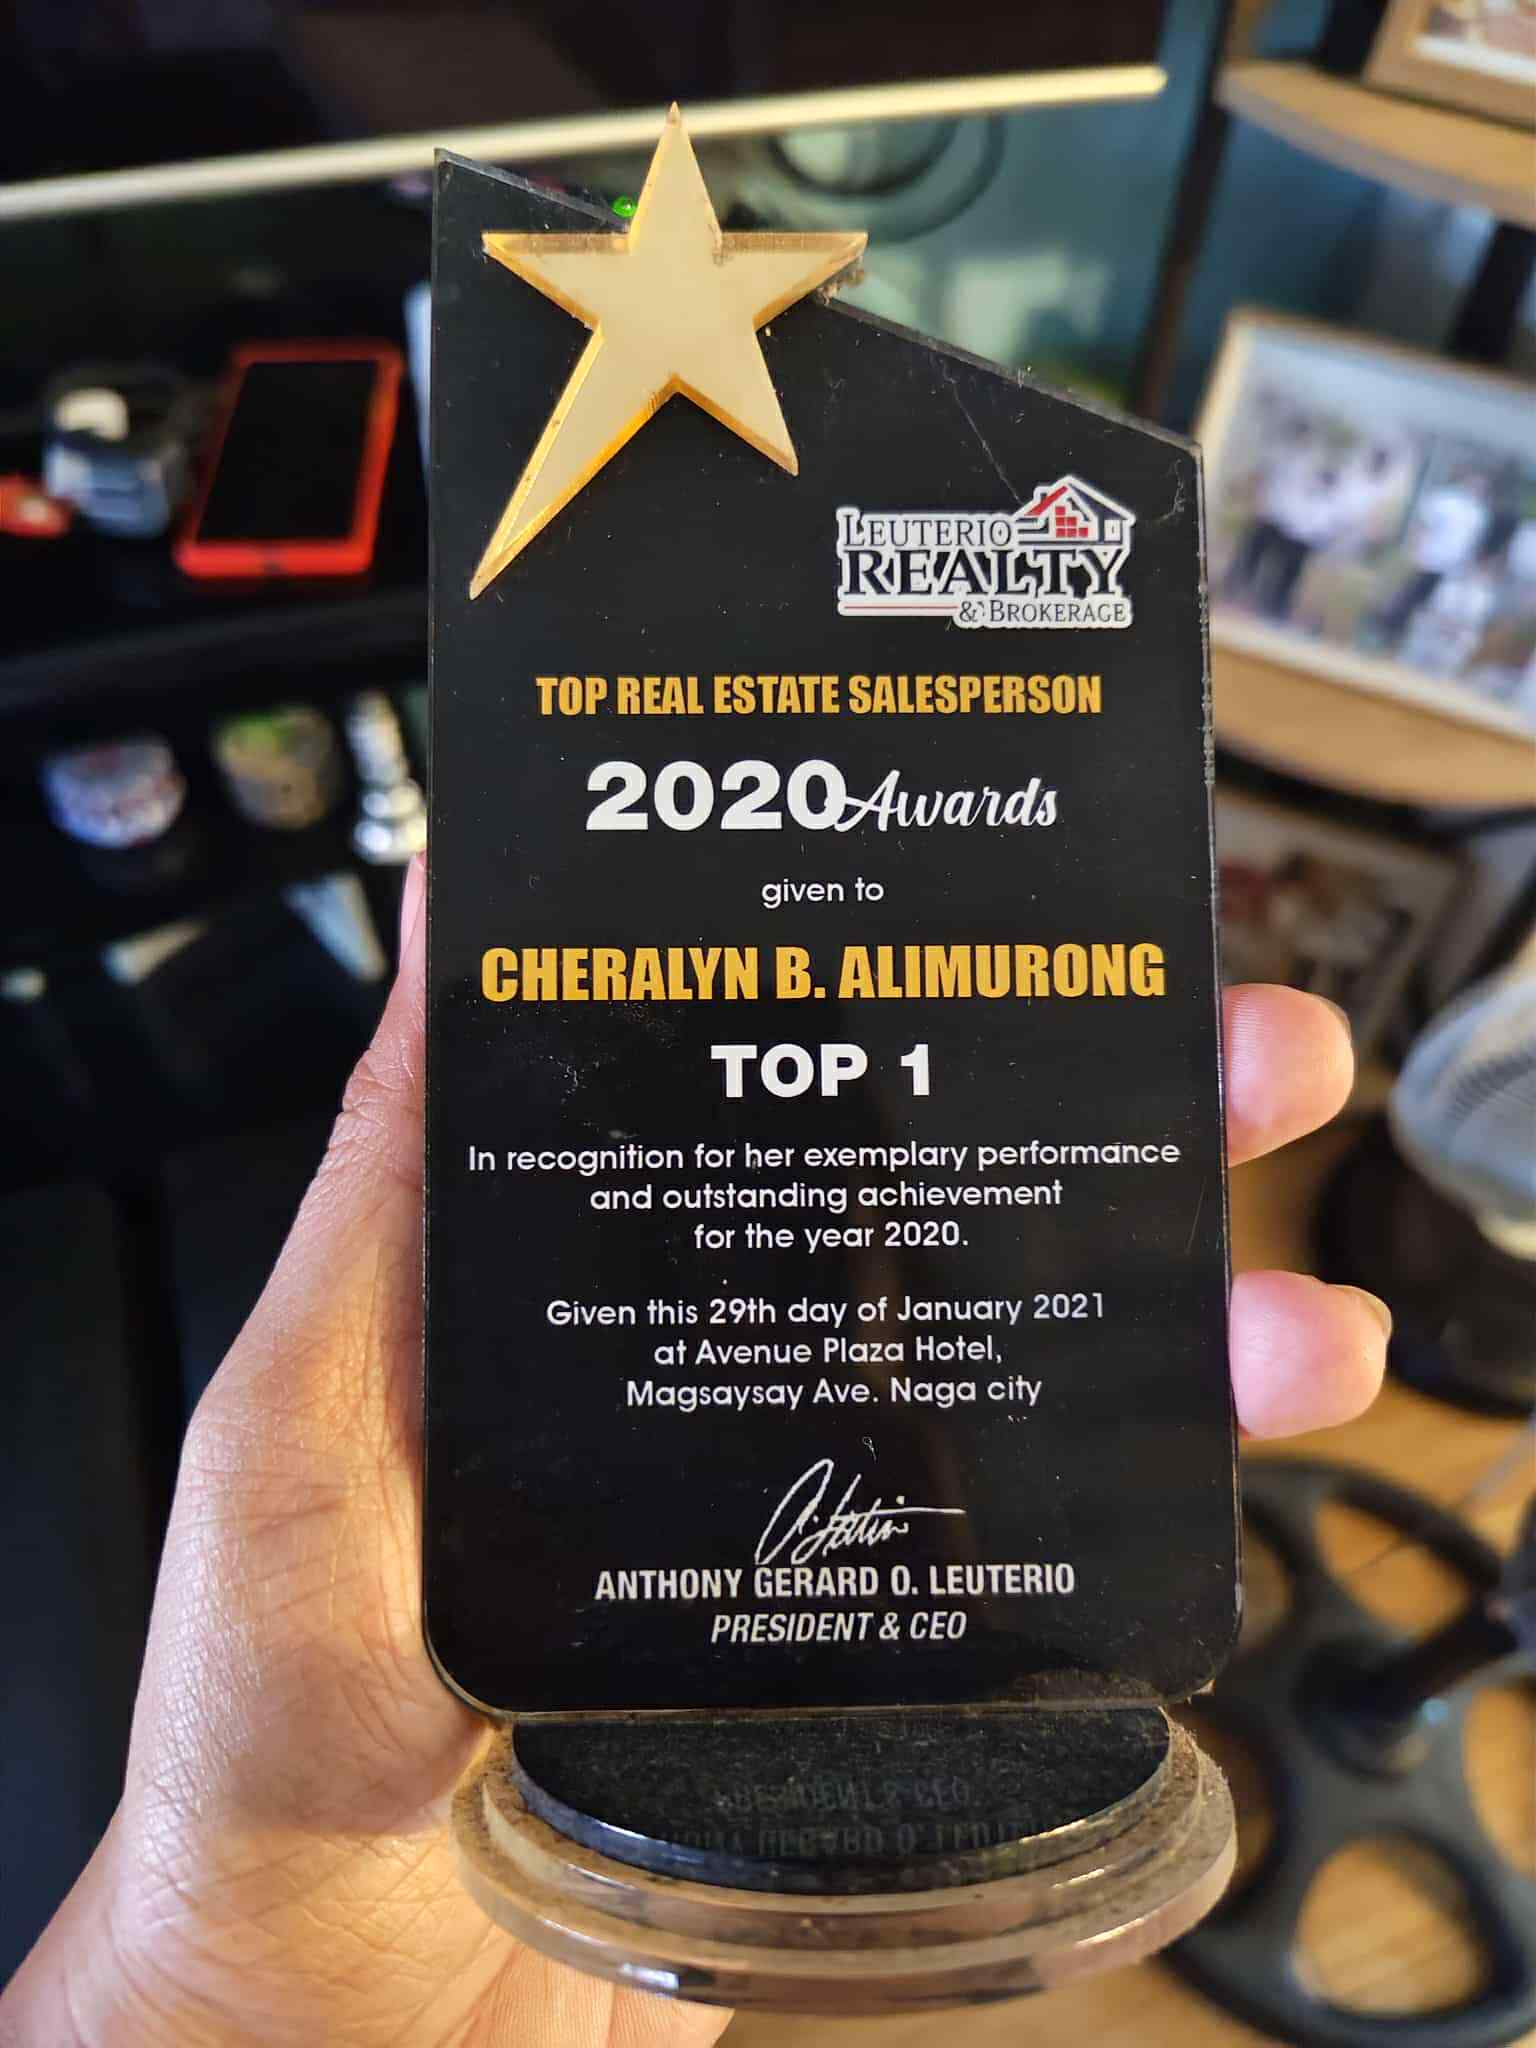 LEUTERIO
REALTY
& BROKERAGE
TOP REAL ESTATE SALESPERSON
2020 Awards
given to
CHERALYN B. ALIMURONG
TOP 1
In recognition for her exemplary performance
and outstanding achievement
for the year 2020.
Given this 29th day of January 2021
at Avenue Plaza Hotel,
Magsaysay Ave. Naga city
ANTHONY GERARD O. LEUTERIO
PRESIDENT & CEO